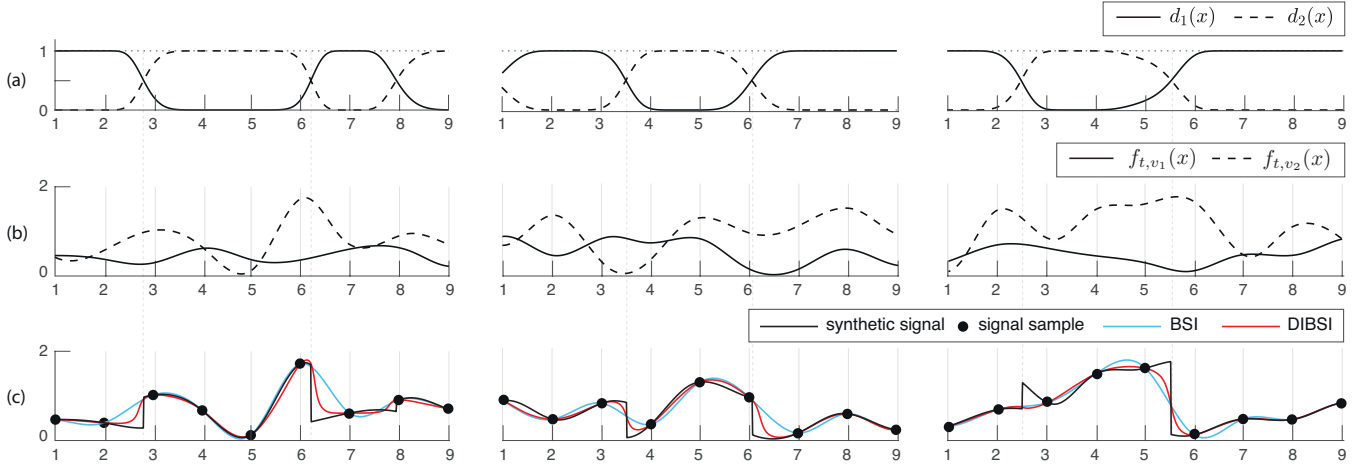 d₁(x) d₂(x)
(a)
1
0
1 2 3 4 5 6 7 8 9
1 2 3 4 5 6 7 8 9
1 2 3 4 5 6 7 8 9
f_{t,v₁}(x) f_{t,v₂}(x)
(b)
2
0
1 2 3 4 5 6 7 8 9
1 2 3 4 5 6 7 8 9
1 2 3 4 5 6 7 8 9
synthetic signal signal sample BSI DIBSI
(c)
2
0
1 2 3 4 5 6 7 8 9
1 2 3 4 5 6 7 8 9
1 2 3 4 5 6 7 8 9